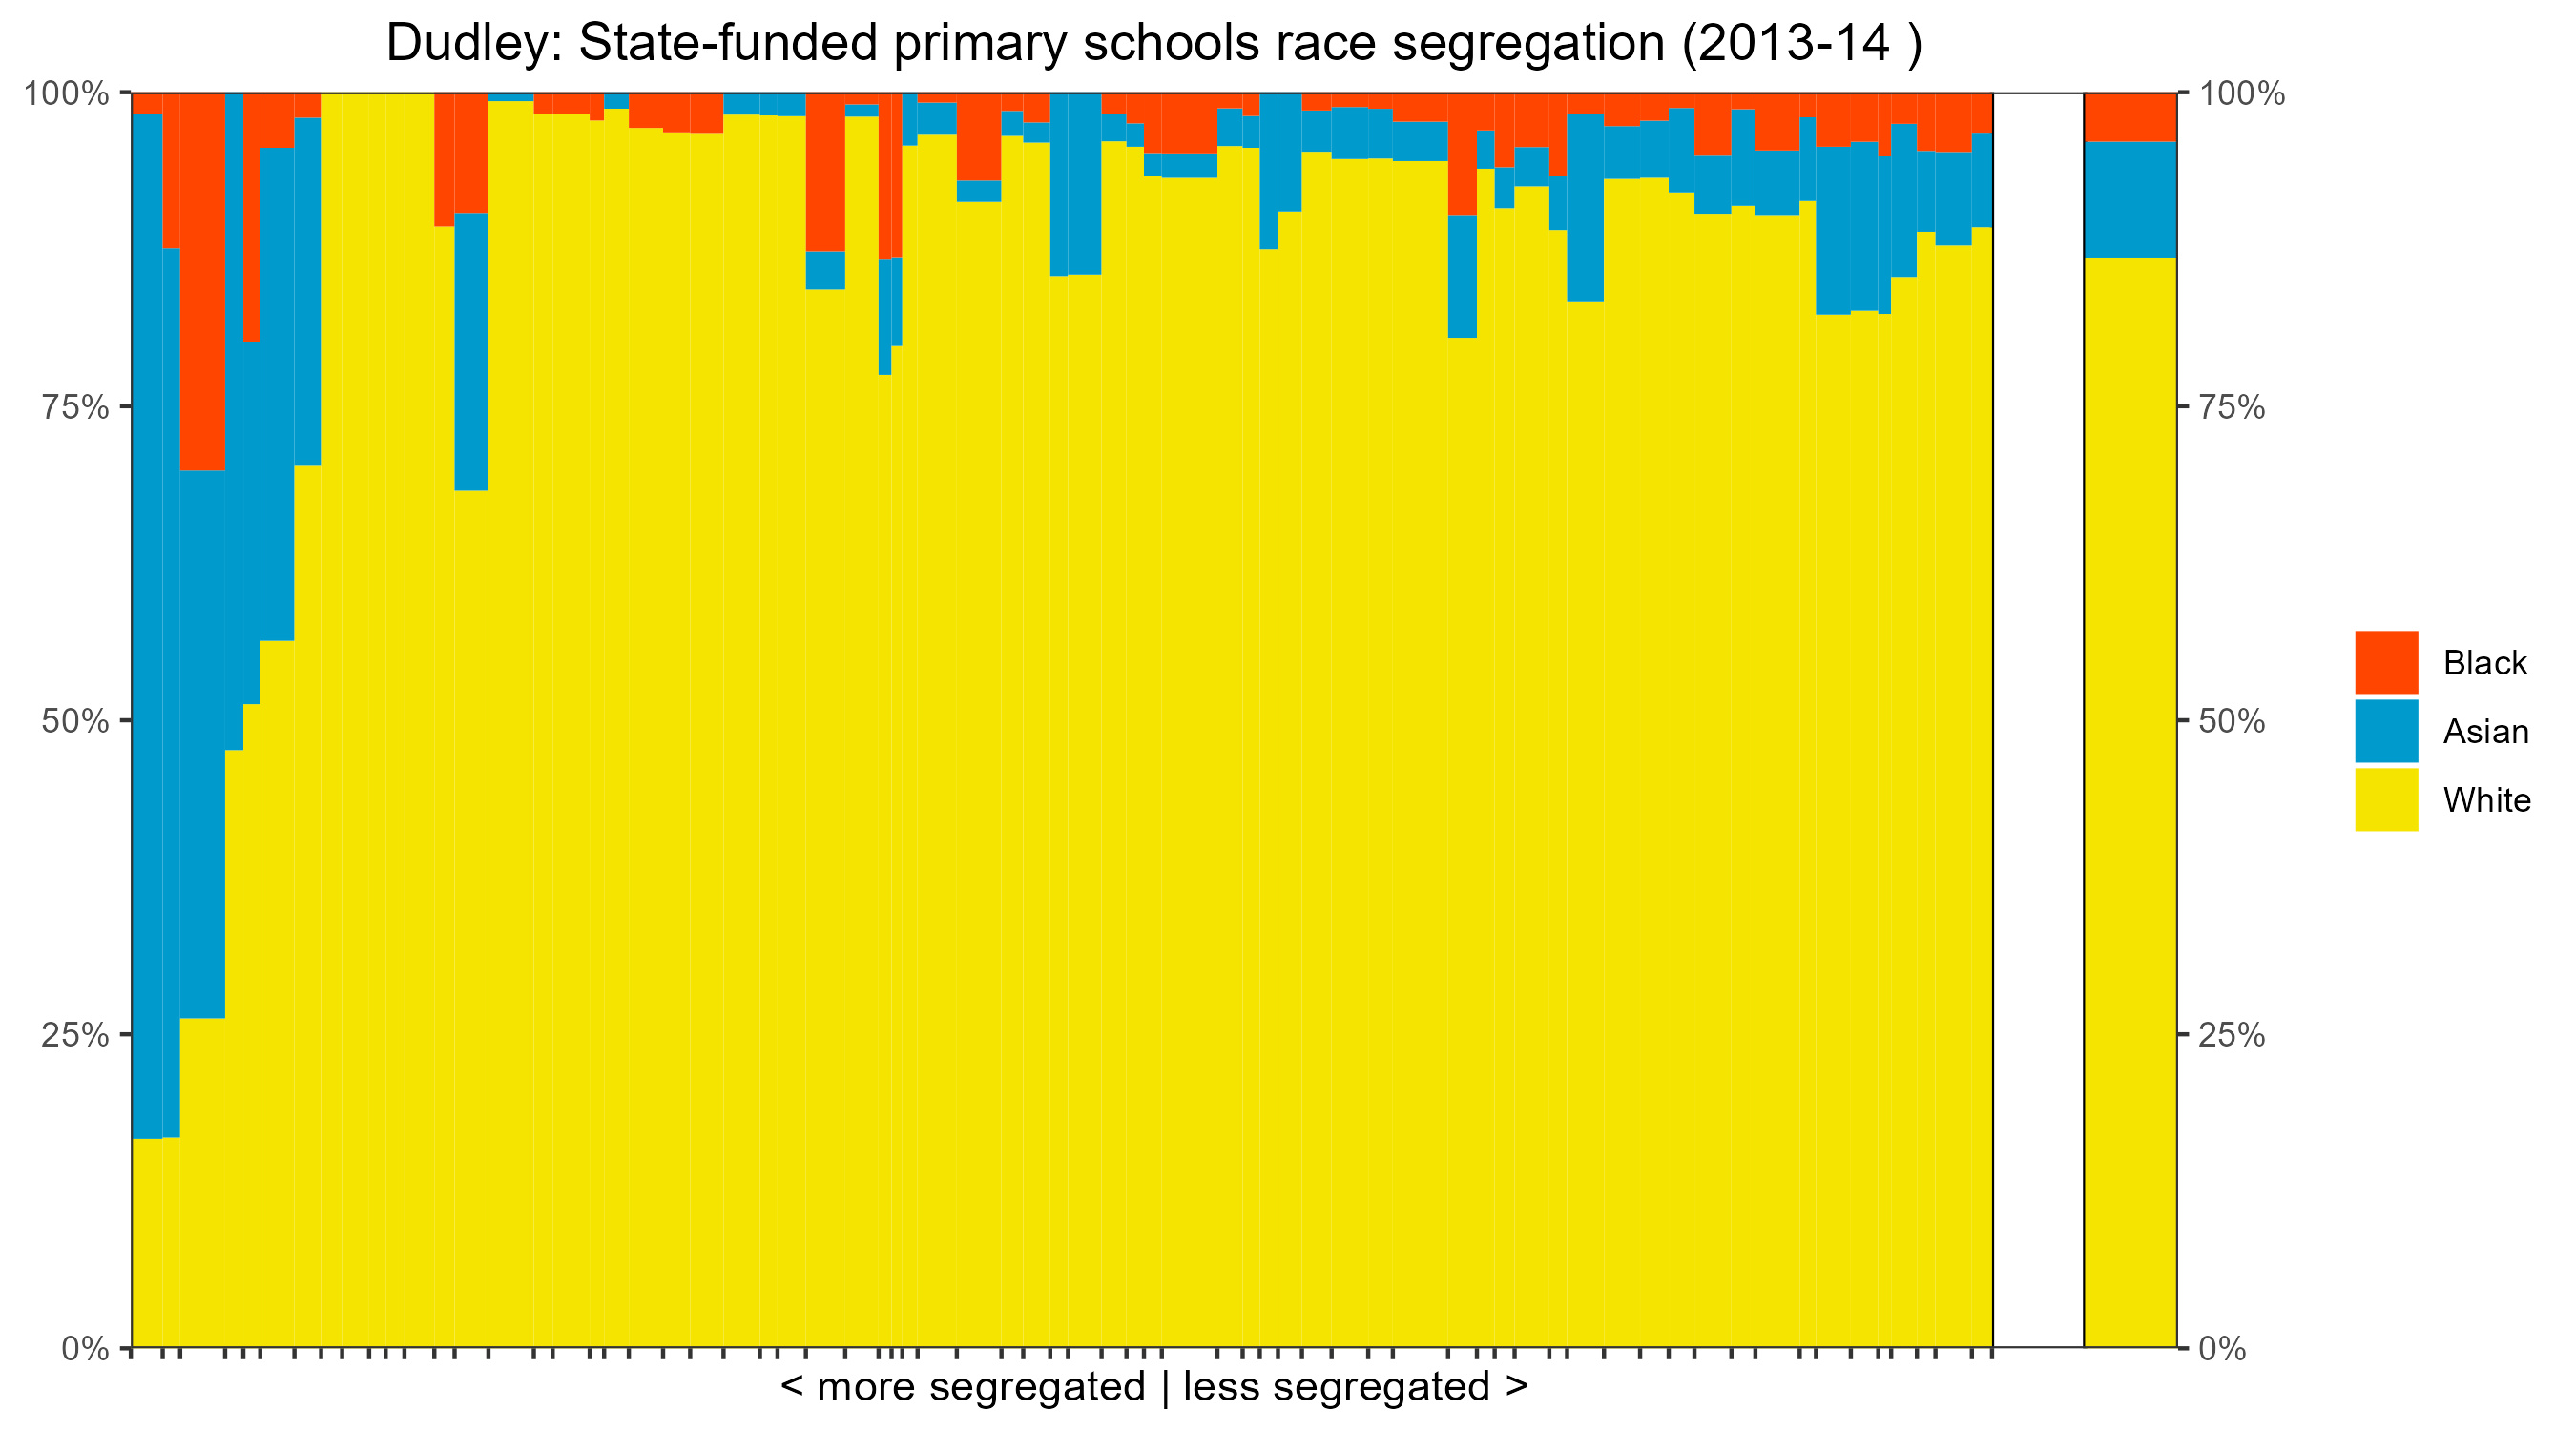 Dudley: State-funded primary schools race segregation (2013-14 )
100%
100%
75%
75%
50%
50%
25%
25%
0%
0%
Black
Asian
White
< more segregated | less segregated >